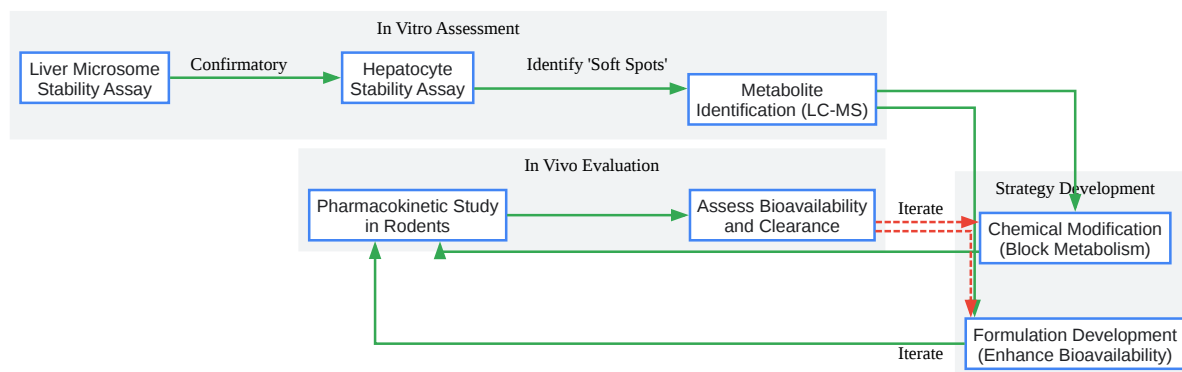 In Vitro Assessment
Liver Microsome
Stability Assay
Confirmatory
Hepatocyte
Stability Assay
Identify 'Soft Spots'
Metabolite
Identification (LC-MS)
In Vivo Evaluation
Pharmacokinetic Study
in Rodents
Assess Bioavailability
and Clearance
Iterate
Strategy Development
Chemical Modification
(Block Metabolism)
Formulation Development
(Enhance Bioavailability)
Iterate